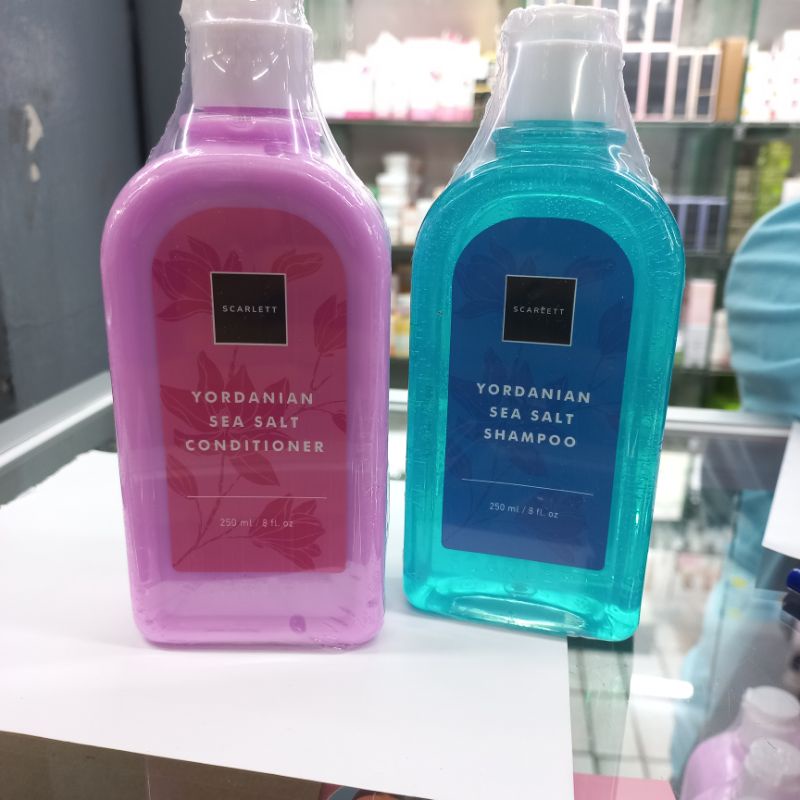 SCARLETT
YORDANIAN
SEA SALT
CONDITIONER
250 ml / 8 fl. oz
SCARLETT
YORDANIAN
SEA SALT
SHAMPOO
250 ml / 8 fl. oz